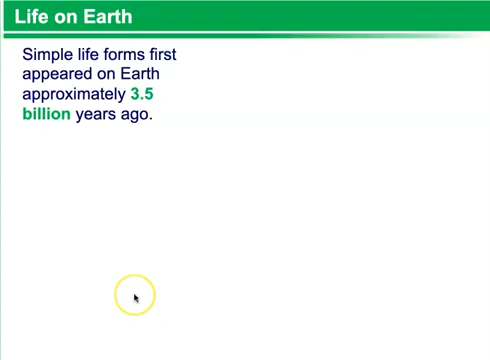 Life on Earth
Simple life forms first
appeared on Earth
approximately 3.5
billion years ago.